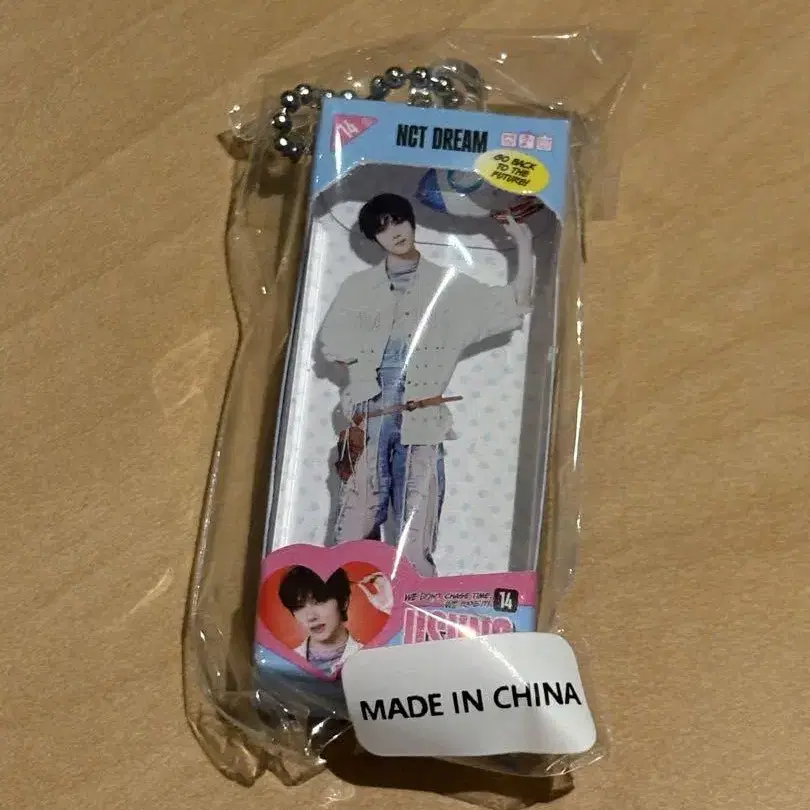 14
NCT DREAM
GO BACK
TO THE
FUTURE!
WE DON'T CHASE TIME,
14
MADE IN CHINA